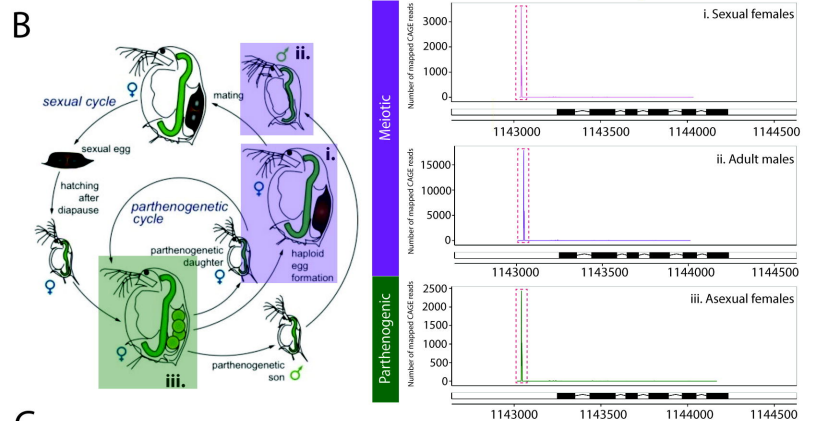 B
sexual cycle
♀
sexual egg
hatching
after
diapause
♀
♂
ii.
mating
i.
♀
parthenogenetic
cycle
parthenogenetic
daughter
♀
haploid
egg
formation
♀
iii.
parthenogenetic
son ♂
Meiotic
Parthenogenic
Number of mapped CAGE reads
i. Sexual females
3000
2000
1000
0
1143000 1143500 1144000 1144500
Number of mapped CAGE reads
ii. Adult males
15000
10000
5000
0
1143000 1143500 1144000 1144500
Number of mapped CAGE reads
iii. Asexual females
2500
2000
1500
1000
500
0
1143000 1143500 1144000 1144500